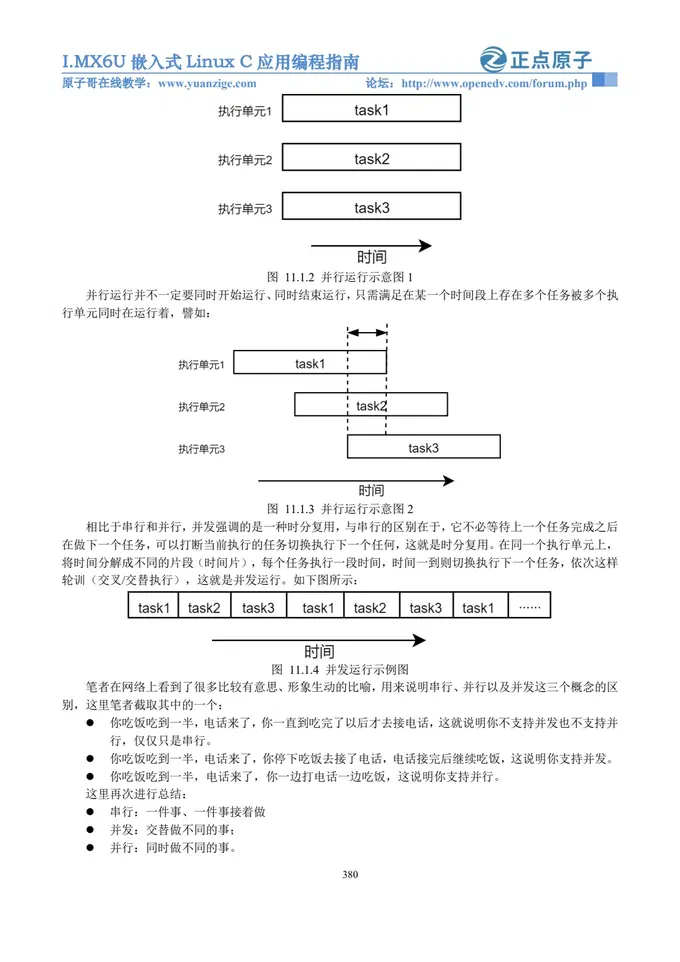 I.MX6U 嵌入式 Linux C 应用编程指南
正点原子
原子哥在线教学：www.yuanzige.com 论坛：http://www.openedv.com/forum.php
执行单元1 task1
执行单元2 task2
执行单元3 task3
时间
图 11.1.2 并行运行示意图 1
并行运行并不一定要同时开始运行、同时结束运行，只需满足在某一个时间段上存在多个任务被多个执
行单元同时在运行着，譬如：
执行单元1 task1
执行单元2 task2
执行单元3 task3
时间
图 11.1.3 并行运行示意图 2
相比于串行和并行，并发强调的是一种时分复用，与串行的区别在于，它不必等待上一个任务完成之后
在做下一个任务，可以打断当前执行的任务切换执行下一个任何，这就是时分复用。在同一个执行单元上，
将时间分解成不同的片段（时间片），每个任务执行一段时间，时间一到则切换执行下一个任务，依次这样
轮训（交叉/交替执行），这就是并发运行。如下图所示：
task1 task2 task3 task1 task2 task3 task1 ······
时间
图 11.1.4 并发运行示例图
笔者在网络上看到了很多比较有意思、形象生动的比喻，用来说明串行、并行以及并发这三个概念的区
别，这里笔者截取其中的一个：
● 你吃饭吃到一半，电话来了，你一直到吃完了以后才去接电话，这就说明你不支持并发也不支持并
行，仅仅只是串行。
● 你吃饭吃到一半，电话来了，你停下吃饭去接了电话，电话接完后继续吃饭，这说明你支持并发。
● 你吃饭吃到一半，电话来了，你一边打电话一边吃饭，这说明你支持并行。
这里再次进行总结：
● 串行：一件事、一件事接着做
● 并发：交替做不同的事；
● 并行：同时做不同的事。
380